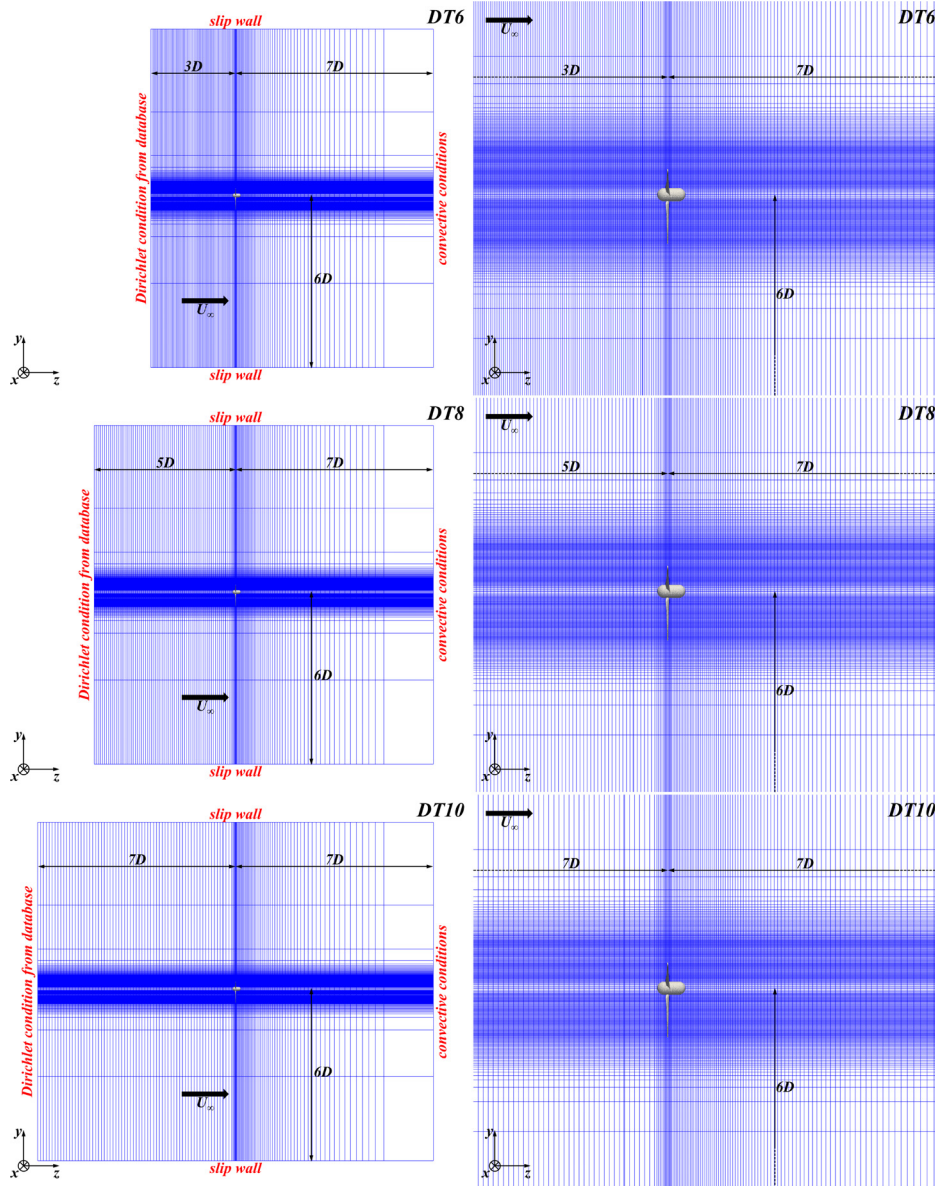 slip wall
DT6
3D
7D
Dirichlet condition from database
convective conditions
6D
U∞
y
x
z
slip wall
U∞
DT6
3D
7D
6D
y
x
z
slip wall
DT8
5D
7D
Dirichlet condition from database
convective conditions
6D
U∞
y
x
z
slip wall
U∞
DT8
5D
7D
6D
y
x
z
slip wall
DT10
7D
7D
Dirichlet condition from database
convective conditions
6D
U∞
y
x
z
slip wall
U∞
DT10
7D
7D
6D
y
x
z